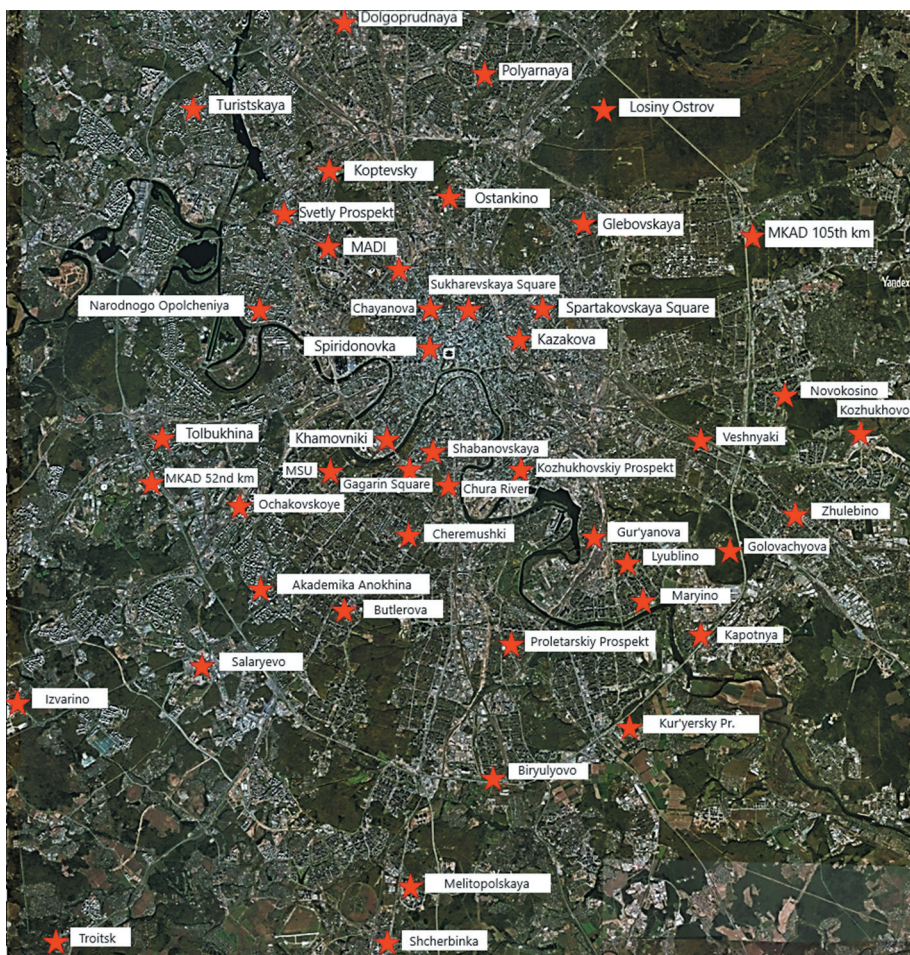 Dolgoprudnaya
Polyarnaya
Turistskaya
Losiny Ostrov
Koptevsky
Ostankino
Svetly Prospekt
Glebovskaya
MKAD 105th km
MADI
Sukharevskaya Square
Yandex
Narodnogo Opolcheniya
Chayanova
Spartakovskaya Square
Spiridonovka
Kazakova
Novokosino
Kozhukhovo
Tolbukhina
Khamovniki
Shabanovskaya
Veshnyaki
MSU
Gagarin Square
Kozhukhovskiy Prospekt
MKAD 52nd km
Chura River
Ochakovskoye
Zhulebino
Cheremushki
Gur'yanova
Golovachyova
Lyublino
Akademika Anokhina
Maryino
Butlerova
Kapotnya
Proletarskiy Prospekt
Salaryevo
Izvarino
Kur'yersky Pr.
Biryulyovo
Melitopolskaya
Troitsk
Shcherbinka